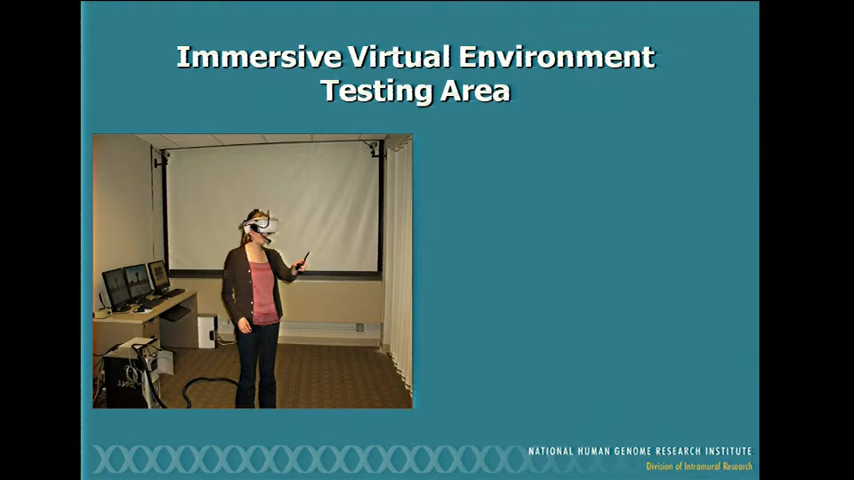 Immersive Virtual Environment
Testing Area
NATIONAL HUMAN GENOME RESEARCH INSTITUTE
Division of Intramural Research